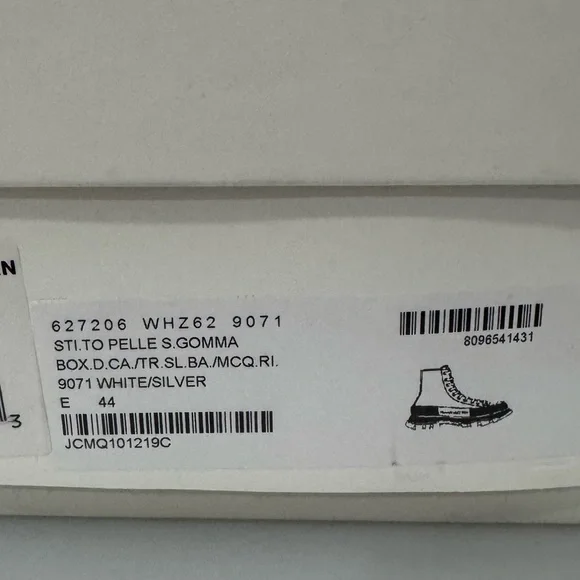 RN
3
627206 WHZ62 9071
STI.TO PELLE S.GOMMA
BOX.D.CA./TR.SL.BA./MCQ.RI.
9071 WHITE/SILVER
E 44
JCMQ101219C
8096541431